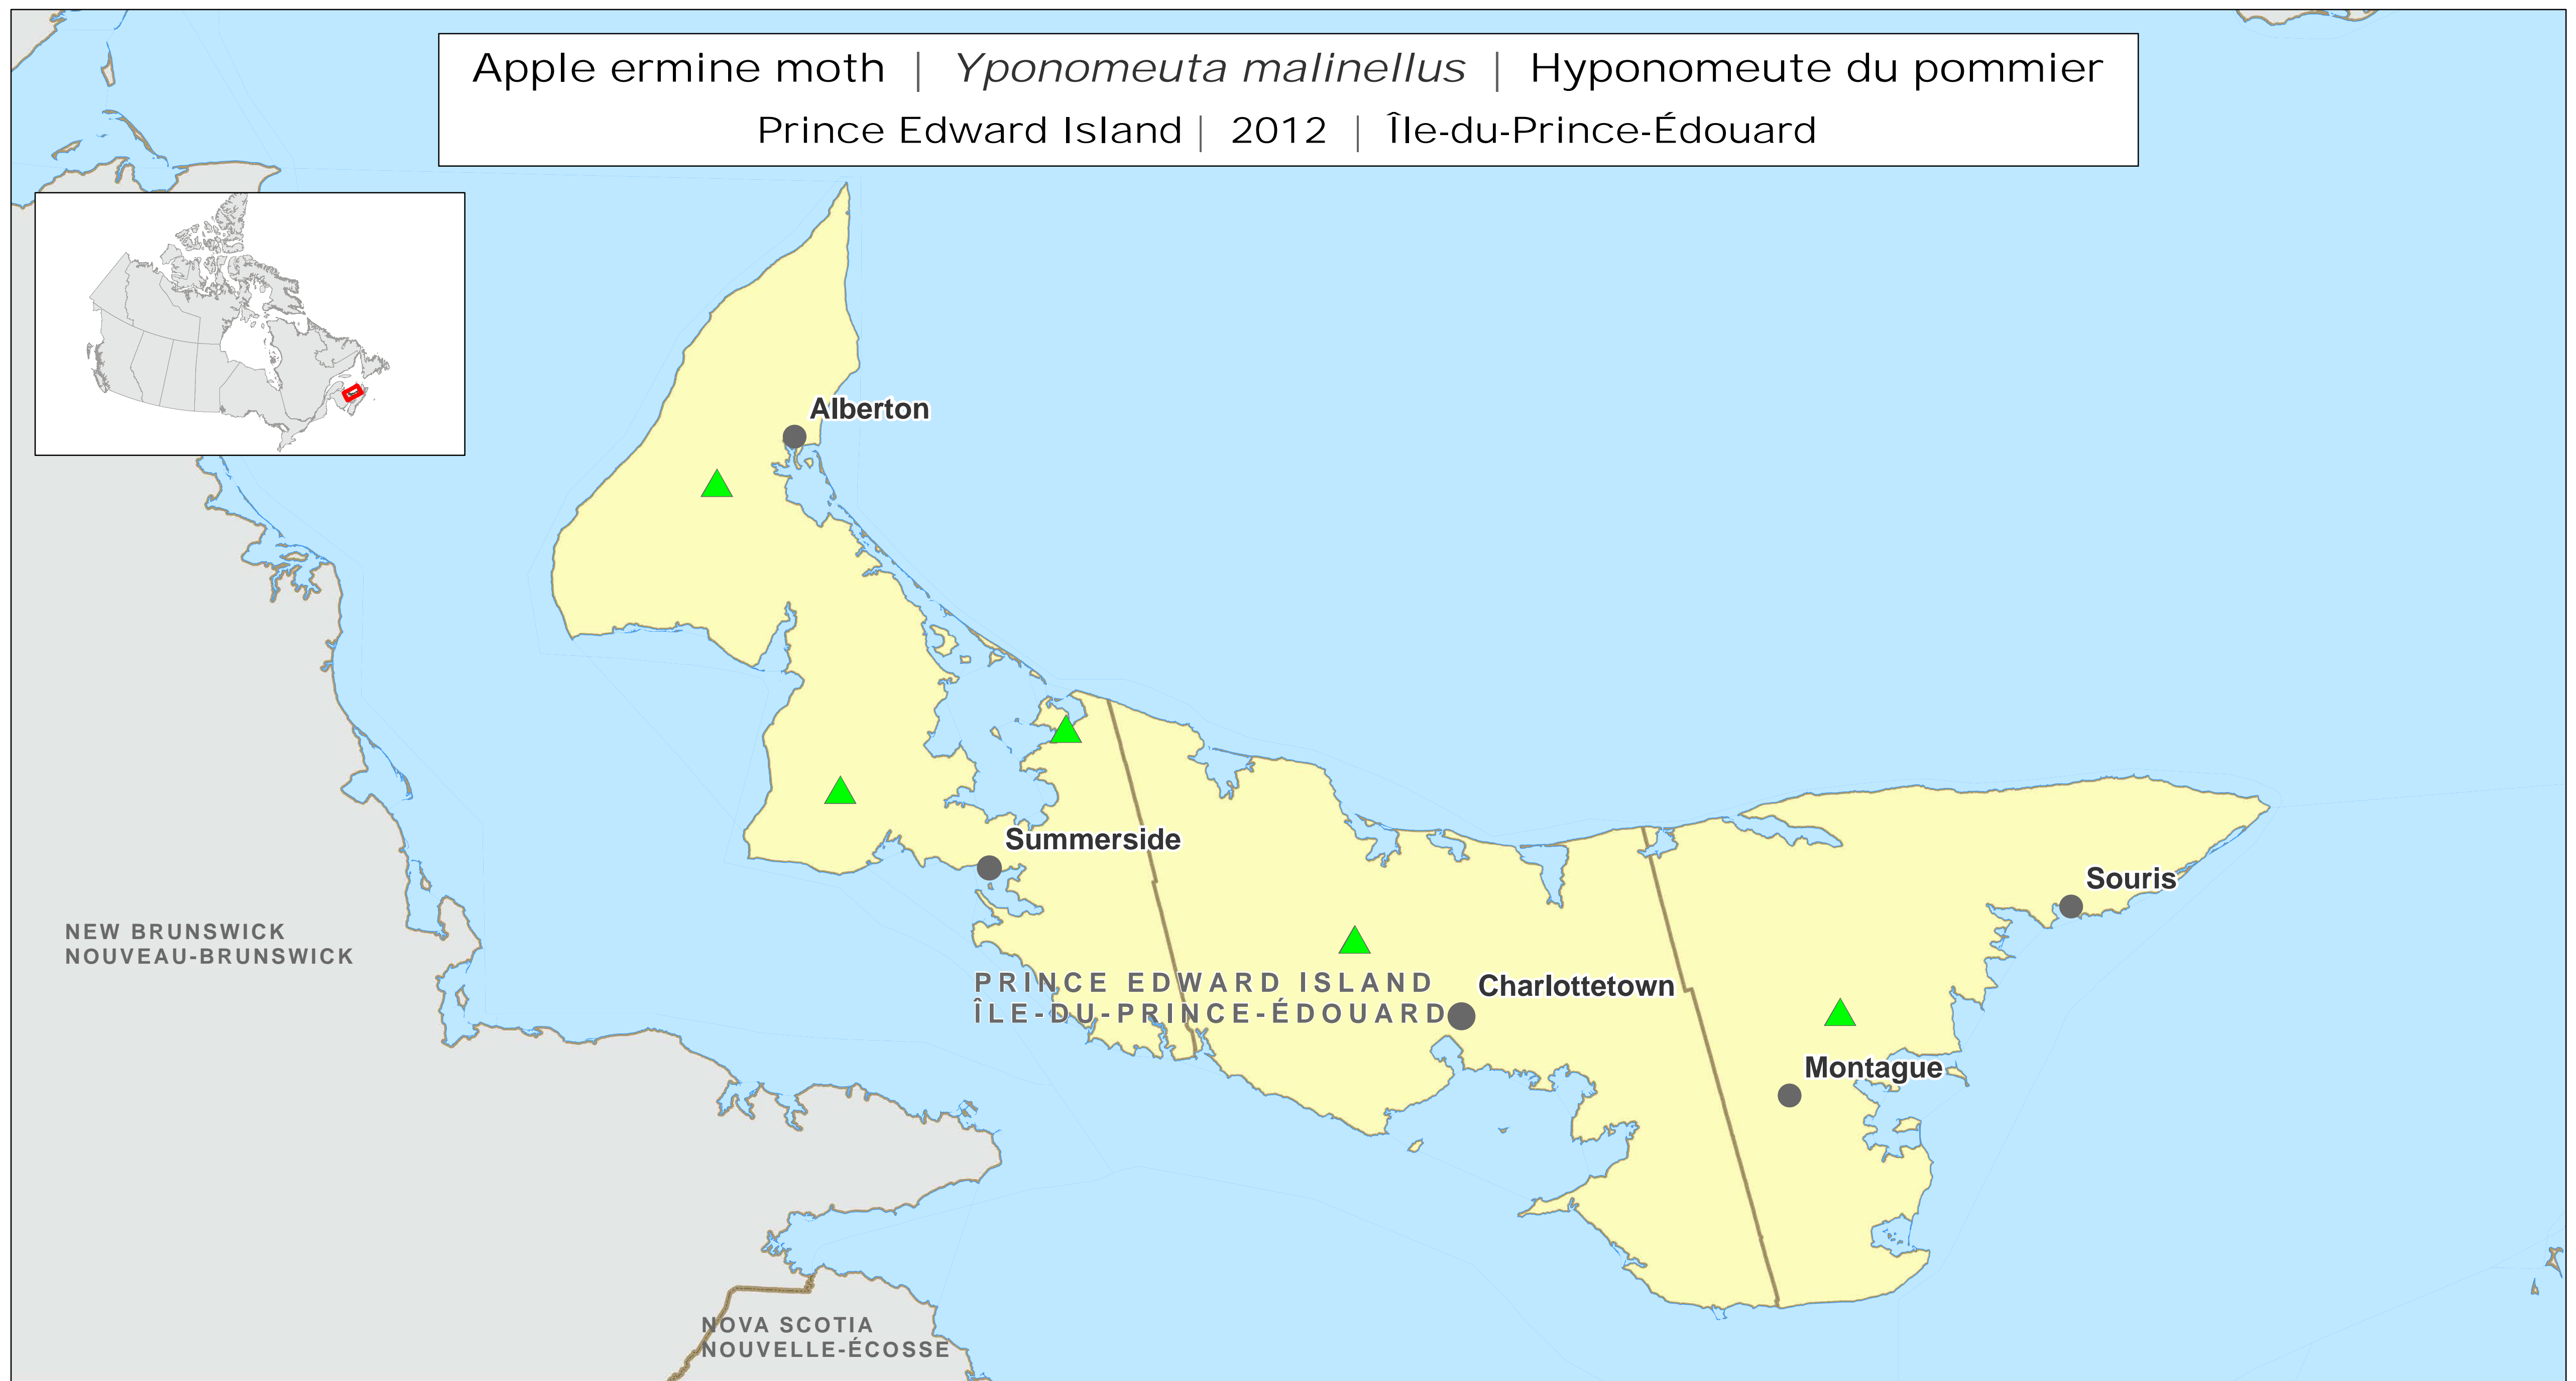 Apple ermine moth | Yponomeuta malinellus | Hyponomeute du pommier
Prince Edward Island | 2012 | Île-du-Prince-Édouard
Alberton
Summerside
Souris
NEW BRUNSWICK
NOUVEAU-BRUNSWICK
PRINCE EDWARD ISLAND
ÎLE-DU-PRINCE-ÉDOUARD
Charlottetown
Montague
NOVA SCOTIA
NOUVELLE-ÉCOSSE